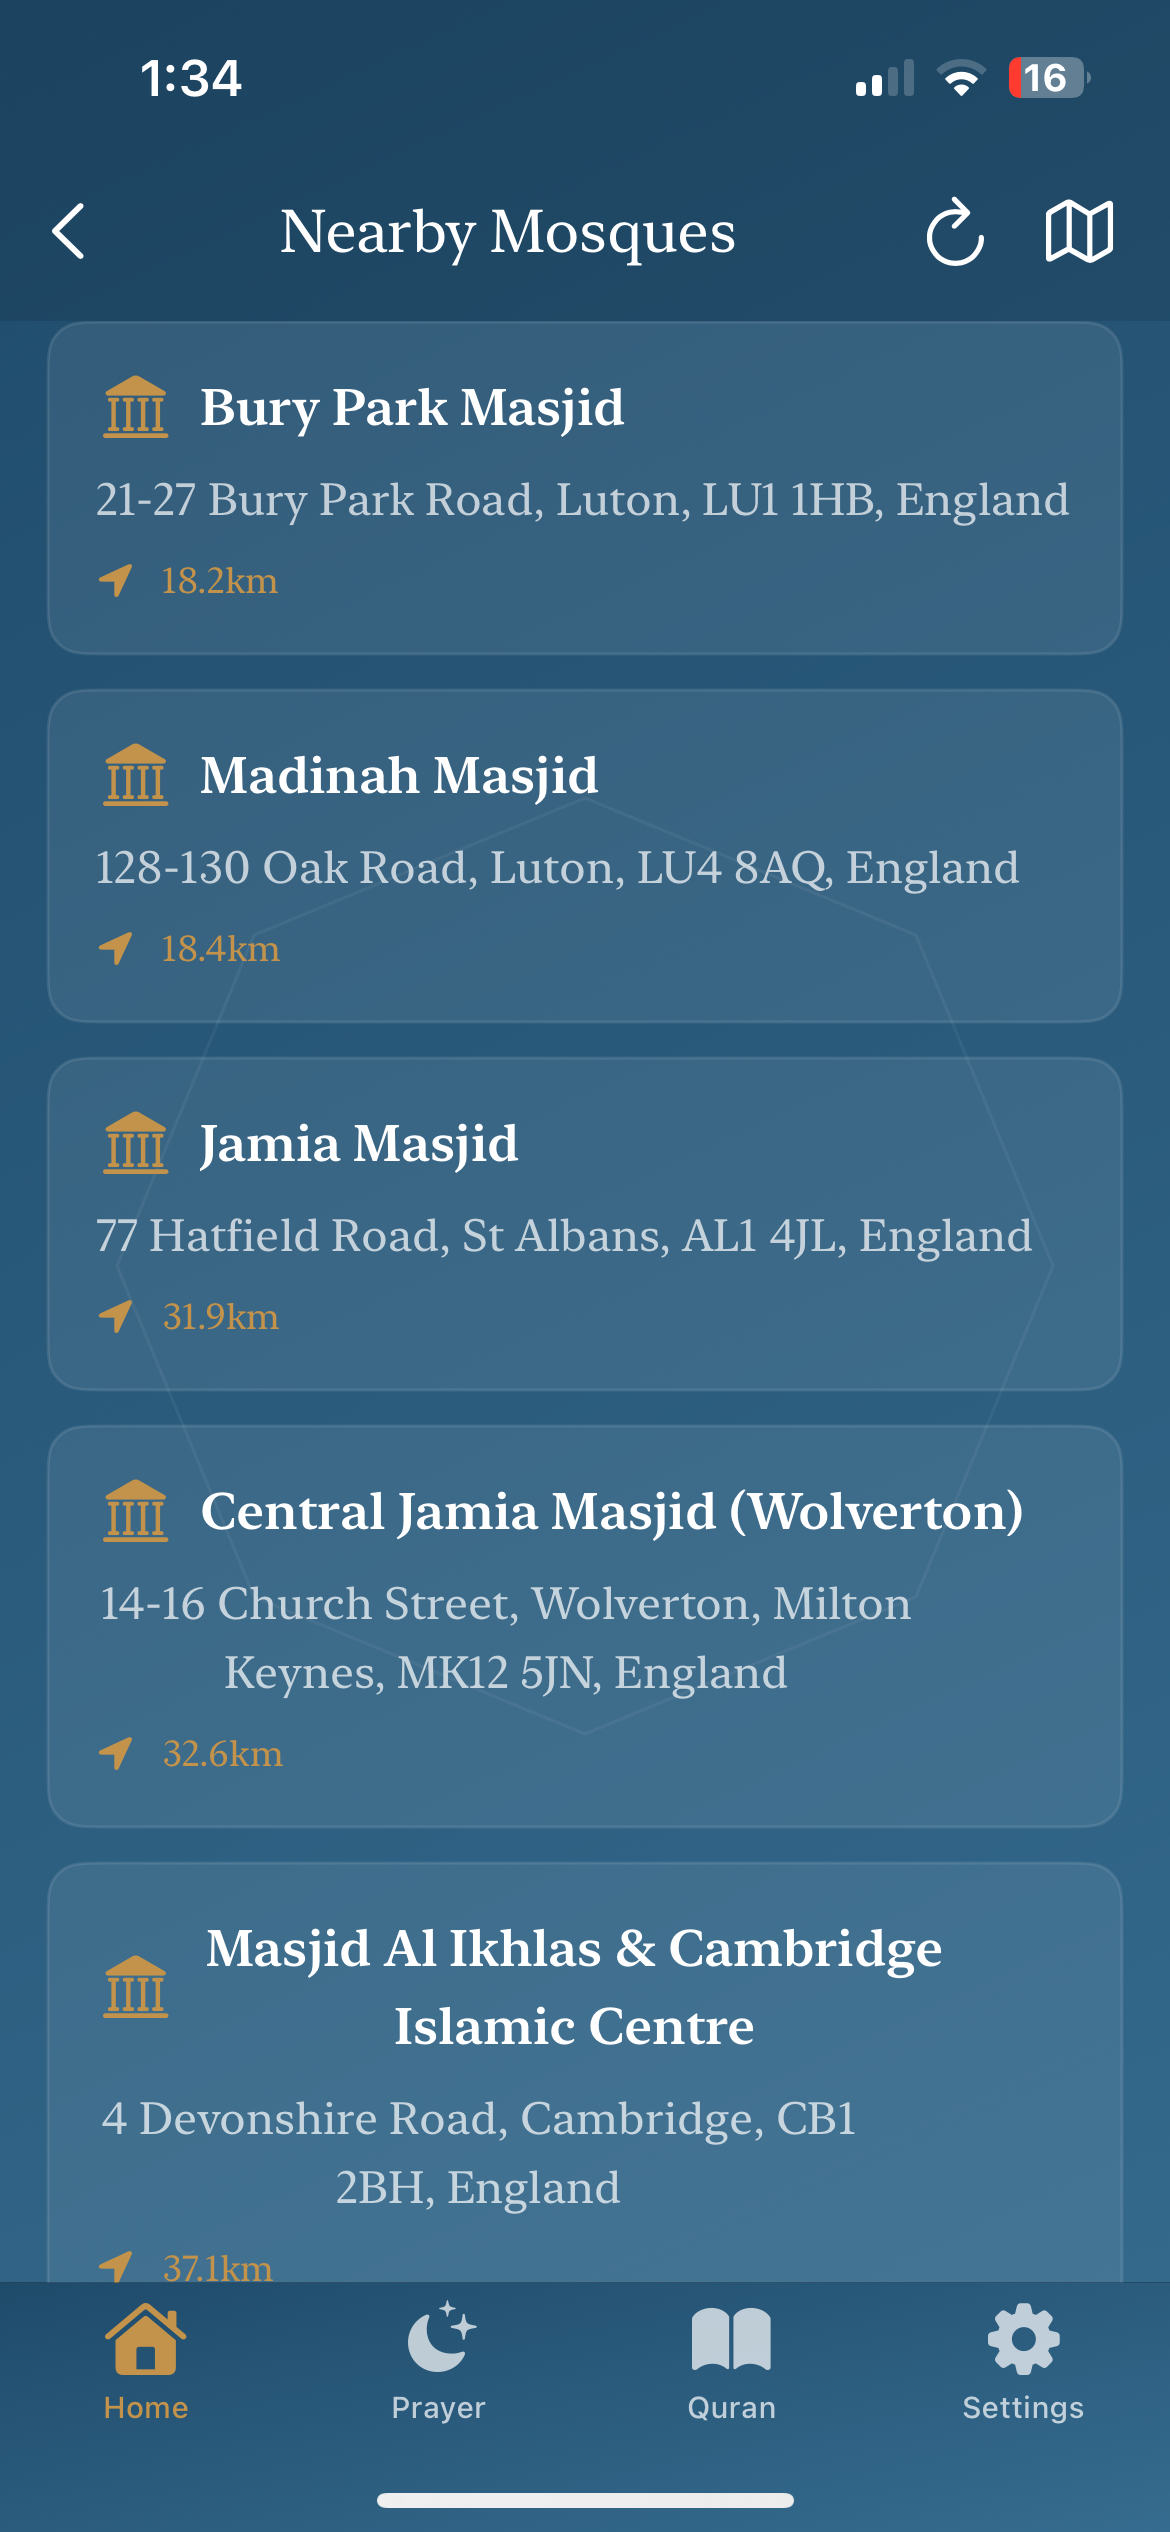 1:34
16
Nearby Mosques
Bury Park Masjid
21-27 Bury Park Road, Luton, LU1 1HB, England
18.2km
Madinah Masjid
128-130 Oak Road, Luton, LU4 8AQ, England
18.4km
Jamia Masjid
77 Hatfield Road, St Albans, AL1 4JL, England
31.9km
Central Jamia Masjid (Wolverton)
14-16 Church Street, Wolverton, Milton
Keynes, MK12 5JN, England
32.6km
Masjid Al Ikhlas & Cambridge
Islamic Centre
4 Devonshire Road, Cambridge, CB1
2BH, England
37.1km
Home
Prayer
Quran
Settings